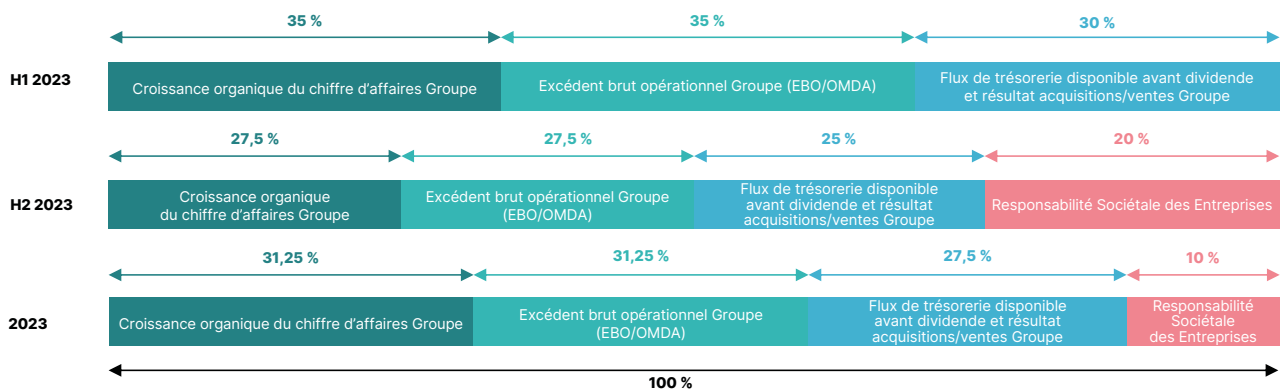 35 %
35 %
30 %
H1 2023
Croissance organique du chiffre d’affaires Groupe
Excédent brut opérationnel Groupe (EBO/OMDA)
Flux de trésorerie disponible avant dividende
et résultat acquisitions/ventes Groupe
27,5 %
27,5 %
25 %
20 %
H2 2023
Croissance organique
du chiffre d’affaires Groupe
Excédent brut opérationnel Groupe
(EBO/OMDA)
Flux de trésorerie disponible
avant dividende et résultat
acquisitions/ventes Groupe
Responsabilité Sociétale des Entreprises
31,25 %
31,25 %
27,5 %
10 %
2023
Croissance organique du chiffre d’affaires Groupe
Excédent brut opérationnel Groupe
(EBO/OMDA)
Flux de trésorerie disponible
avant dividende et résultat
acquisitions/ventes Groupe
Responsabilité
Sociétale
des Entreprises
100 %